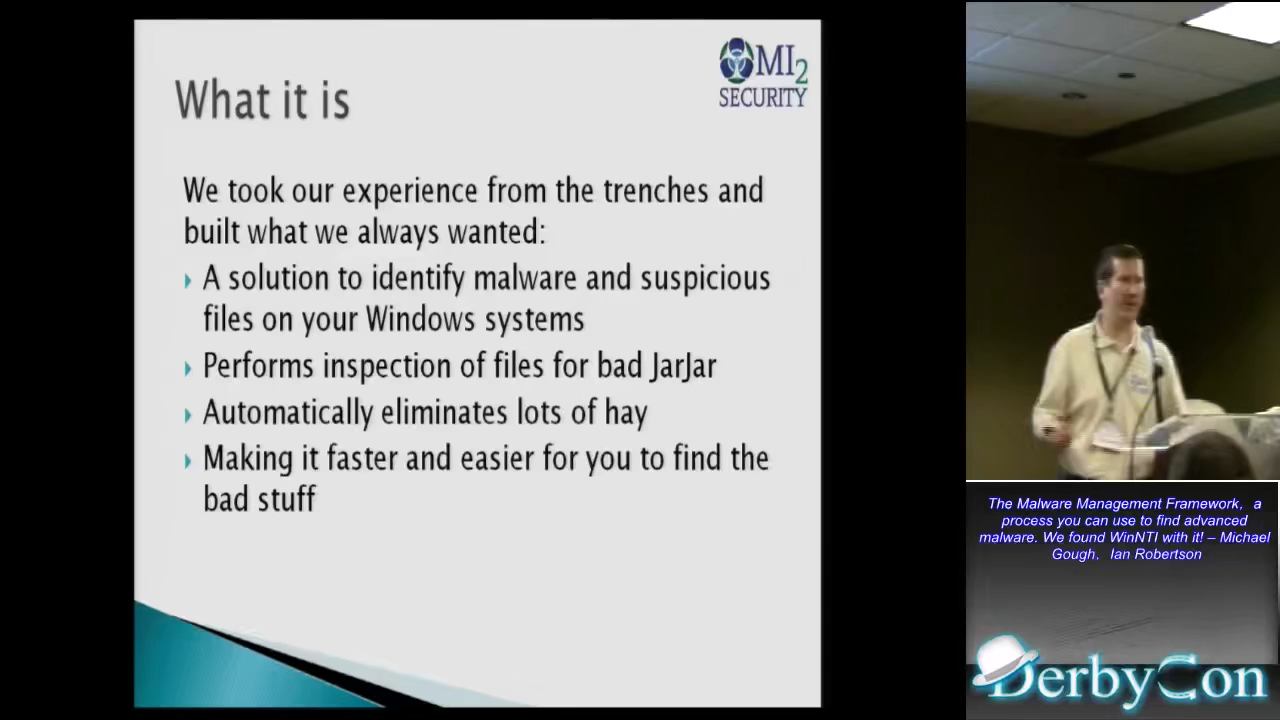 MI2
SECURITY
What it is
We took our experience from the trenches and
built what we always wanted:
A solution to identify malware and suspicious
files on your Windows systems
Performs inspection of files for bad JarJar
Automatically eliminates lots of hay
Making it faster and easier for you to find the
bad stuff
The Malware Management Framework, a
process you can use to find advanced
malware. We found WinNTI with it! – Michael
Gough, Ian Robertson
DerbyCon